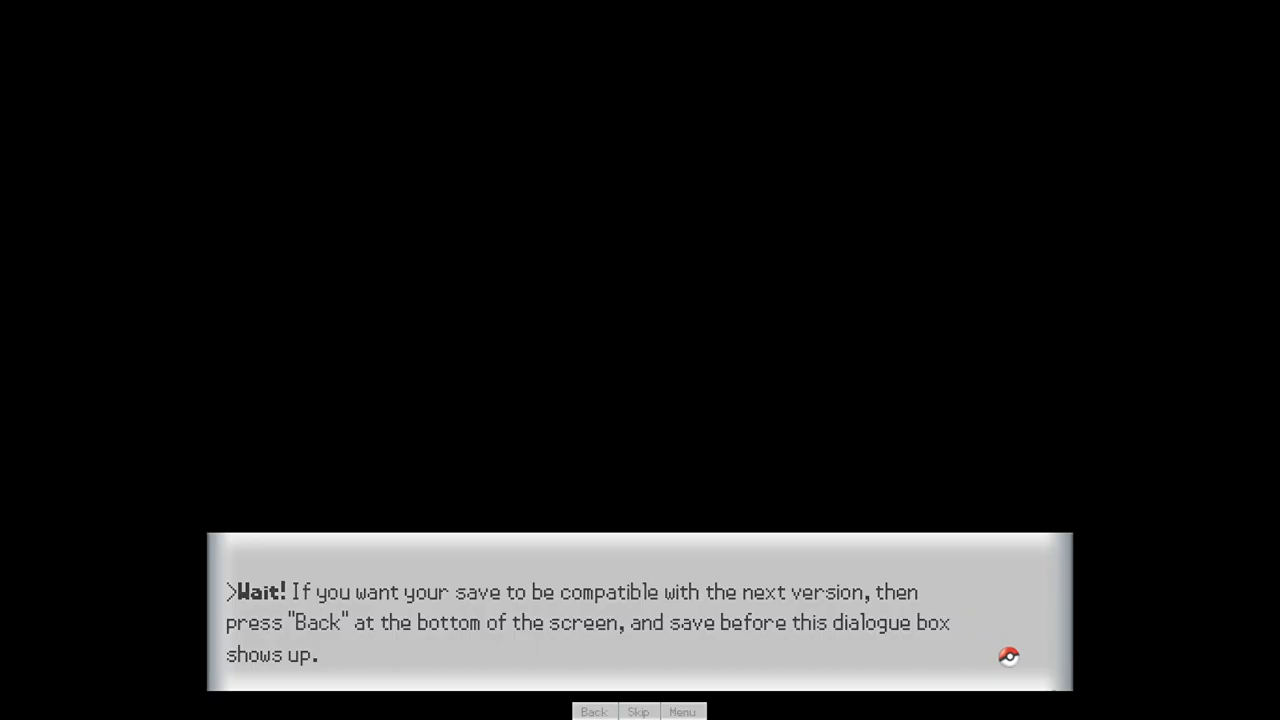 >Wait! If you want your save to be compatible with the next version, then
press "Back" at the bottom of the screen, and save before this dialogue box
shows up.
Back Skip Menu